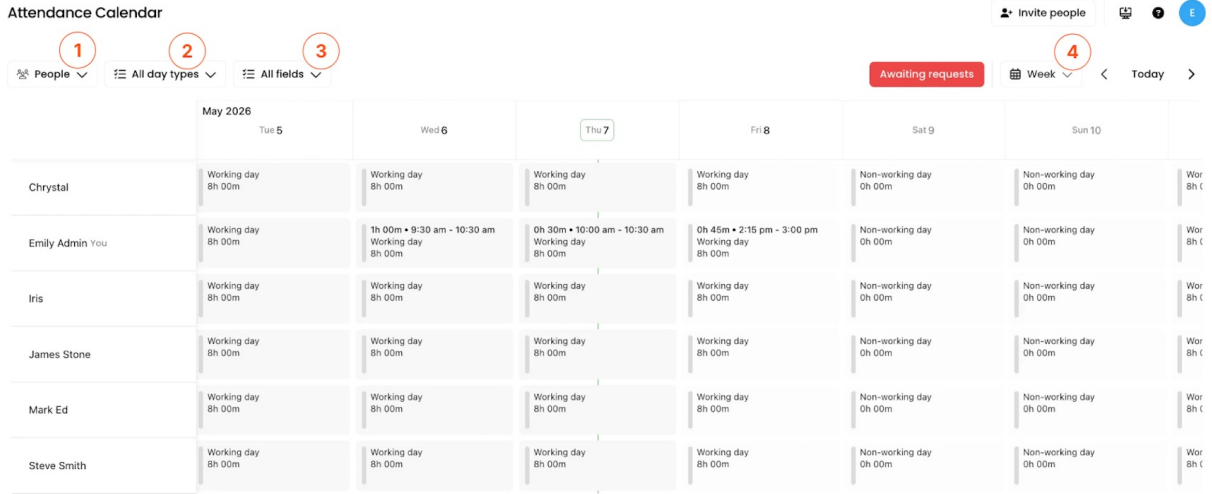 Attendance Calendar
Invite people
E
1
2
3
4
People
All day types
All fields
Awaiting requests
Week
Today
May 2026
Tue 5
Wed 6
Thu 7
Fri 8
Sat 9
Sun 10
Chrystal
Working day
8h 00m
Working day
8h 00m
Working day
8h 00m
Working day
8h 00m
Non-working day
0h 00m
Non-working day
0h 00m
Emily Admin You
Working day
8h 00m
1h 00m • 9:30 am - 10:30 am
Working day
8h 00m
0h 30m • 10:00 am - 10:30 am
Working day
8h 00m
0h 45m • 2:15 pm - 3:00 pm
Working day
8h 00m
Non-working day
0h 00m
Non-working day
0h 00m
Iris
Working day
8h 00m
Working day
8h 00m
Working day
8h 00m
Working day
8h 00m
Non-working day
0h 00m
Non-working day
0h 00m
James Stone
Working day
8h 00m
Working day
8h 00m
Working day
8h 00m
Working day
8h 00m
Non-working day
0h 00m
Non-working day
0h 00m
Mark Ed
Working day
8h 00m
Working day
8h 00m
Working day
8h 00m
Working day
8h 00m
Non-working day
0h 00m
Non-working day
0h 00m
Steve Smith
Working day
8h 00m
Working day
8h 00m
Working day
8h 00m
Working day
8h 00m
Non-working day
0h 00m
Non-working day
0h 00m